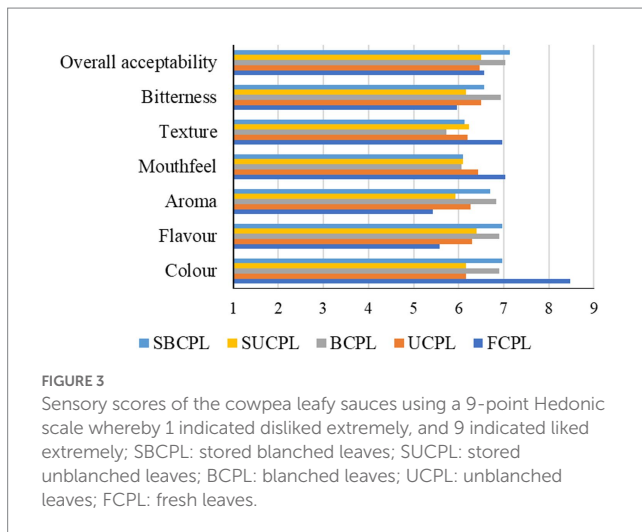 Overall acceptability
Bitterness
Texture
Mouthfeel
Aroma
Flavour
Colour
1 2 3 4 5 6 7 8 9
SBCPL SUCPL BCPL UCPL FCPL
FIGURE 3
Sensory scores of the cowpea leafy sauces using a 9-point Hedonic
scale whereby 1 indicated disliked extremely, and 9 indicated liked
extremely; SBCPL: stored blanched leaves; SUCPL: stored
unblanched leaves; BCPL: blanched leaves; UCPL: unblanched
leaves; FCPL: fresh leaves.